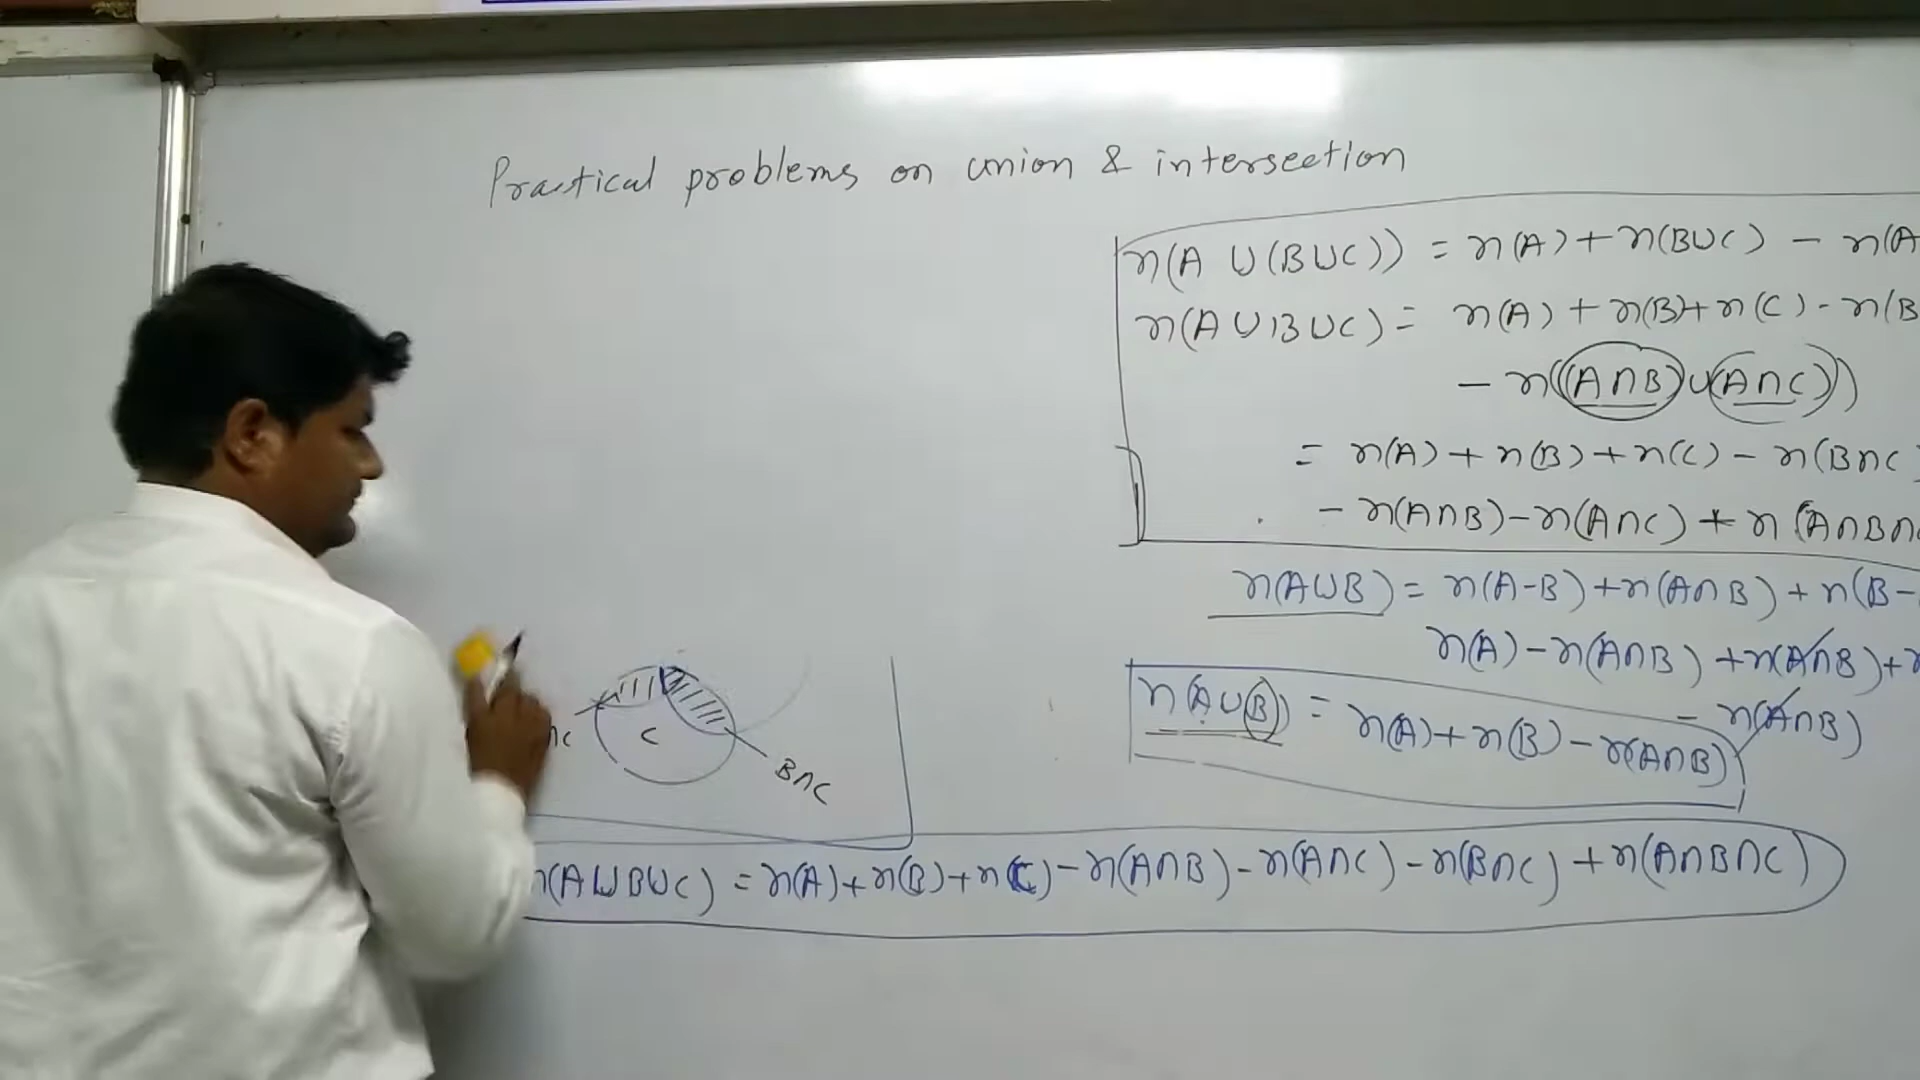 Practical problems on union & intersection
n(A ∪ (B∪C)) = n(A) + n(B∪C) - n(A
n(A∪B∪C) = n(A) + n(B) + n(C) - n(B
- n((A∩B)∪(A∩C))
= n(A) + n(B) + n(C) - n(B∩C)
- n(A∩B) - n(A∩C) + n(A∩B∩C
n(A∪B) = n(A-B) + n(A∩B) + n(B-
n(A) - n(A∩B) + n(A∩B) +
- n(A∩B)
n(A∪B) = n(A) + n(B) - n(A∩B)
∩C
C
B∩C
n(A∪B∪C) = n(A) + n(B) + n(C) - n(A∩B) - n(A∩C) - n(B∩C) + n(A∩B∩C)